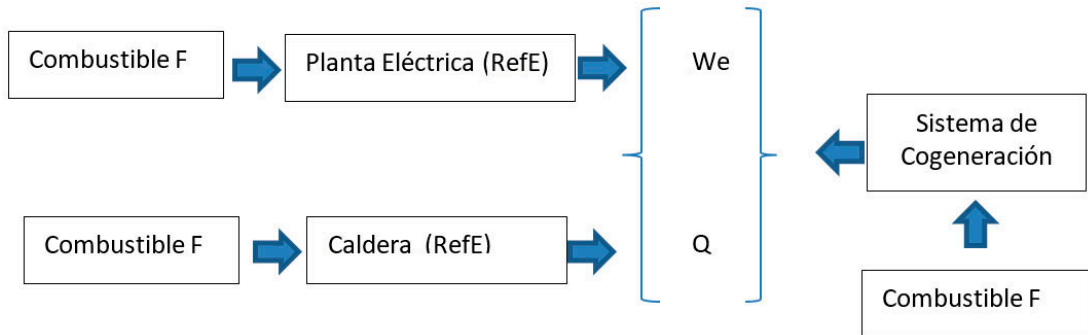 Combustible F
Planta Eléctrica (RefE)
We
Sistema de
Cogeneración
Combustible F
Caldera (RefE)
Q
Combustible F